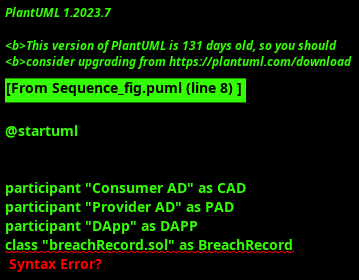 PlantUML 1.2023.7
<b>This version of PlantUML is 131 days old, so you should
<b>consider upgrading from https://plantuml.com/download
[From Sequence_fig.puml (line 8) ]
@startuml
participant "Consumer AD" as CAD
participant "Provider AD" as PAD
participant "DApp" as DAPP
class "breachRecord.sol" as BreachRecord
Syntax Error?